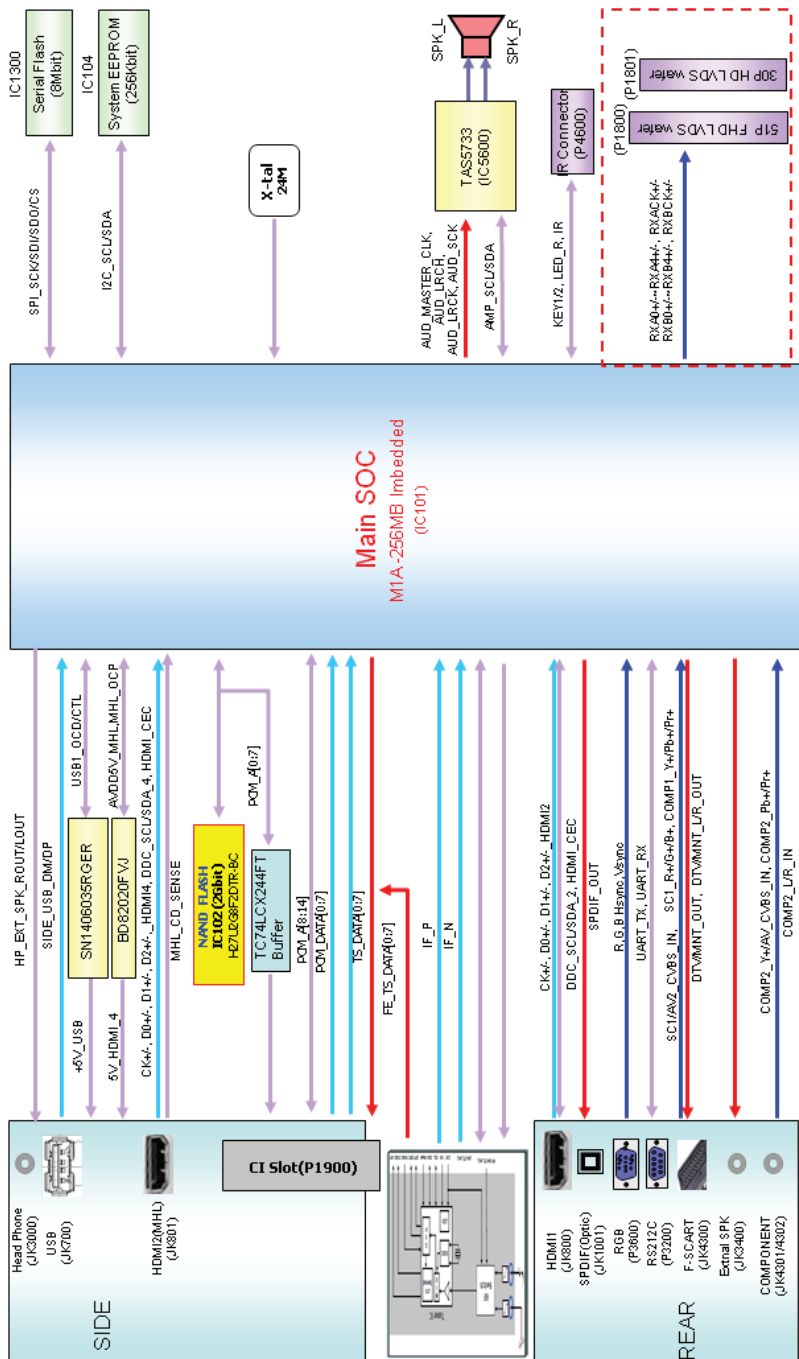 IC1300
Serial Flash
(8Mbit)
IC104
System EEPROM
(256Kbit)
SPI_SCK/SDI/SDO/CS
I2C_SCL/SDA
X-tal
24M
SPK_L
SPK_R
TAS5733
(IC5600)
AUD_MASTER_CLK,
AUD_LRCH,
AUD_LRCK, AUD_SCK
AMP_SCL/SDA
IR Connector
(P4600)
KEY1/2, LED_R, IR
(P1801)
30P HD LVDS wafer
(P1800)
51P FHD LVDS wafer
RXA0+/-~RXA4+/-, RXACK+/-
RXB0+/-~RXB4+/-, RXBCK+/-
Main SOC
M1A-256MB Imbedded
(IC101)
HP_EXT_SPK_ROUT/LOUT
SIDE_USB_DM/DP
USB1_OCD/CTL
SN1406035RGER
+5V_USB
AVDD5V_MHL,MHL_OCP
BD82020FVJ
5V_HDMI_4
CK+/-, D0+/-, D1+/-, D2+/-_HDMI4, DDC_SCL/SDA_4, HDMI_CEC
MHL_CD_SENSE
NAND FLASH
IC102(2Gbit)
H27U2G8F2DTR-BC
PCM_A[0:7]
TC74LCX244FT
Buffer
PCM_A[8:14]
PCM_DATA[0:7]
TS_DATA[0:7]
FE_TS_DATA[0:7]
IF_P
IF_N
CK+/-, D0+/-, D1+/-, D2+/-_HDMI2
DDC_SCL/SDA_2, HDMI_CEC
SPDIF_OUT
R,G,B Hsync,Vsync
UART_TX, UART_RX
SC1/AV2_CVBS_IN, SC1_R+/G+/B+, COMP1_Y+/Pb+/Pr+
DTV/MNT_OUT, DTV/MNT_L/R_OUT
COMP2_Y+/AV_CVBS_IN, COMP2_Pb+/Pr+
COMP2_L/R_IN
Head Phone
(JK3000)
USB
(JK700)
HDMI2(MHL)
(JK801)
SIDE
CI Slot(P1900)
HDMI1
(JK800)
SPDIF(Optic)
(JK1001)
RGB
(P3600)
RS212C
(P3200)
F-SCART
(JK4300)
Extnal SPK
(JK3400)
COMPONENT
(JK4301/4302)
REAR